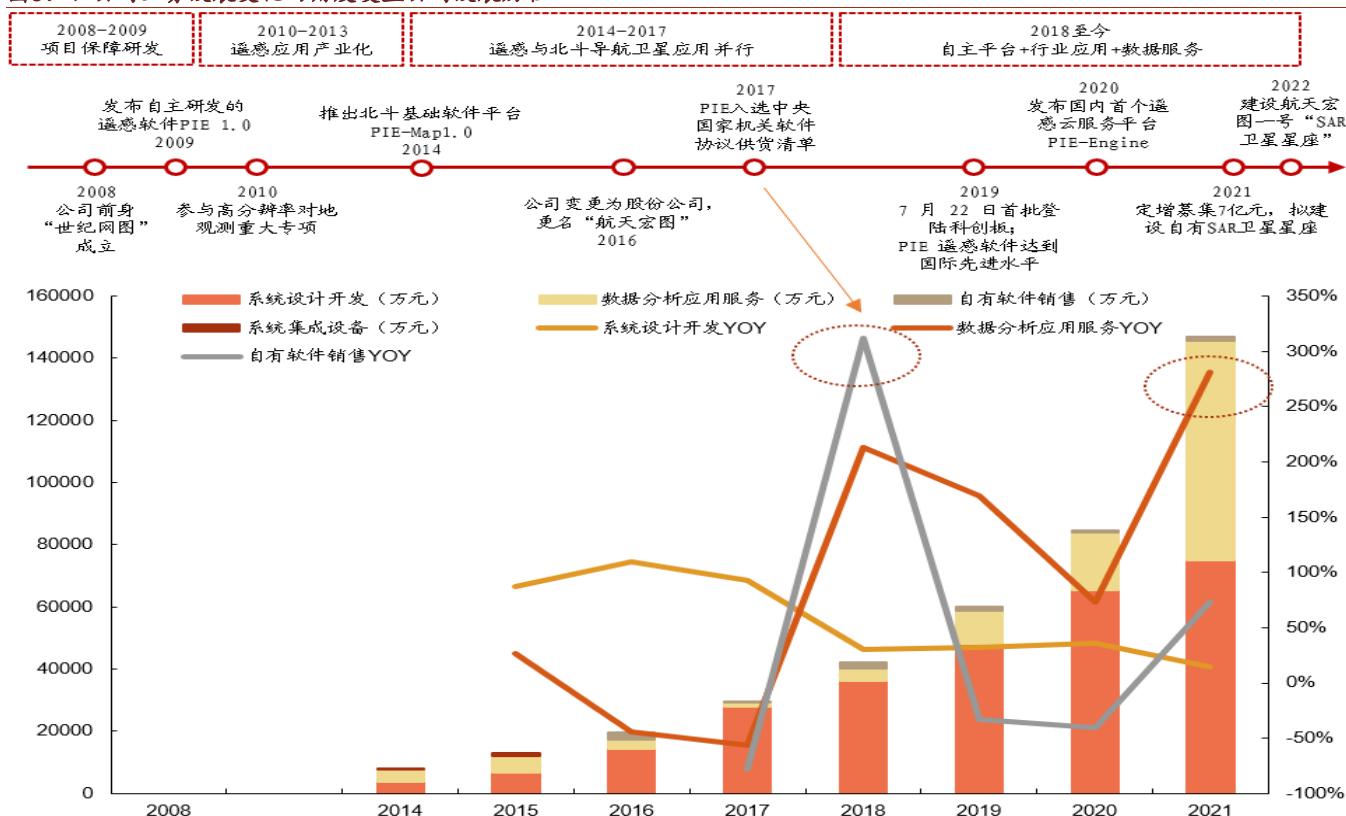 2008-2009
项目保障研发
2010-2013
遥感应用产业化
2014-2017
遥感与北斗导航卫星应用并行
2018至今
自主平台+行业应用+数据服务
发布自主研发的
遥感软件PIE 1.0
2009
推出北斗基础软件平台
PIE-Map1.0
2014
2017
PIE入选中央
国家机关软件
协议供货清单
2020
发布国内首个遥
感云服务平台
PIE-Engine
2022
建设航天宏
图一号“SAR
卫星星座”
2008
公司前身
“世纪网图”
成立
2010
参与高分辨率对地
观测重大专项
公司变更为股份公司，
更名“航天宏图”
2016
2019
7 月 22 日首批登
陆科创板；
PIE 遥感软件达到
国际先进水平
2021
定增募集7亿元，拟建
设自有SAR卫星星座
系统设计开发（万元）
数据分析应用服务（万元）
自有软件销售（万元）
系统集成设备（万元）
系统设计开发YOY
数据分析应用服务YOY
自有软件销售YOY
160000
140000
120000
100000
80000
60000
40000
20000
0
350%
300%
250%
200%
150%
100%
50%
0%
-50%
-100%
2008
2014
2015
2016
2017
2018
2019
2020
2021